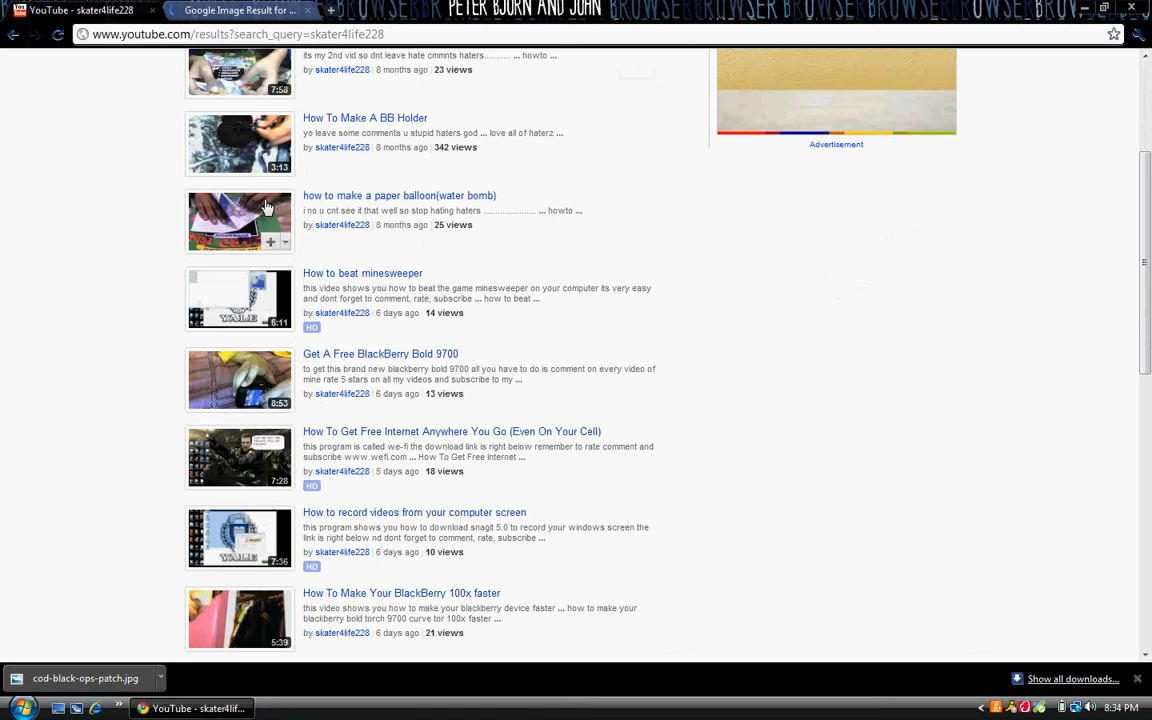 YouTube - skater4life228
Google Image Result for ...
PETER BJORN AND JOHN
www.youtube.com/results?search_query=skater4life228
its my 2nd vid so dnt leave hate cmmnts haters........... ... howto ...
by skater4life228 | 8 months ago | 23 views
7:58
How To Make A BB Holder
yo leave some comments u stupid haters god ... love all of haterz ...
by skater4life228 | 8 months ago | 342 views
3:13
how to make a paper balloon(water bomb)
i no u cnt see it that well so stop hating haters ...................... ... howto ...
by skater4life228 | 8 months ago | 25 views
Advertisement
How to beat minesweeper
this video shows you how to beat the game minesweeper on your computer its very easy
and dont forget to comment, rate, subscribe ... how to beat ...
by skater4life228 | 6 days ago | 14 views
HD
YALE
6:11
Get A Free BlackBerry Bold 9700
to get this brand new blackberry bold 9700 all you have to do is comment on every video of
mine rate 5 stars on all my videos and subscribe to my ...
by skater4life228 | 6 days ago | 13 views
8:53
How To Get Free Internet Anywhere You Go (Even On Your Cell)
this program is called we-fi the download link is right below remember to rate comment and
subscribe www.wefi.com ... How To Get Free Internet ...
by skater4life228 | 5 days ago | 18 views
HD
7:28
How to record videos from your computer screen
this program shows you how to download snagit 5.0 to record your windows screen the
link is right below nd dont forget to comment, rate, subscribe ...
by skater4life228 | 6 days ago | 10 views
HD
YALE
7:36
How To Make Your BlackBerry 100x faster
this video shows you how to make your blackberry device faster ... how to make your
blackberry bold torch 9700 curve tor 100x faster ...
by skater4life228 | 6 days ago | 21 views
5:39
cod-black-ops-patch.jpg
Show all downloads...
YouTube - skater4lif...
8:34 PM